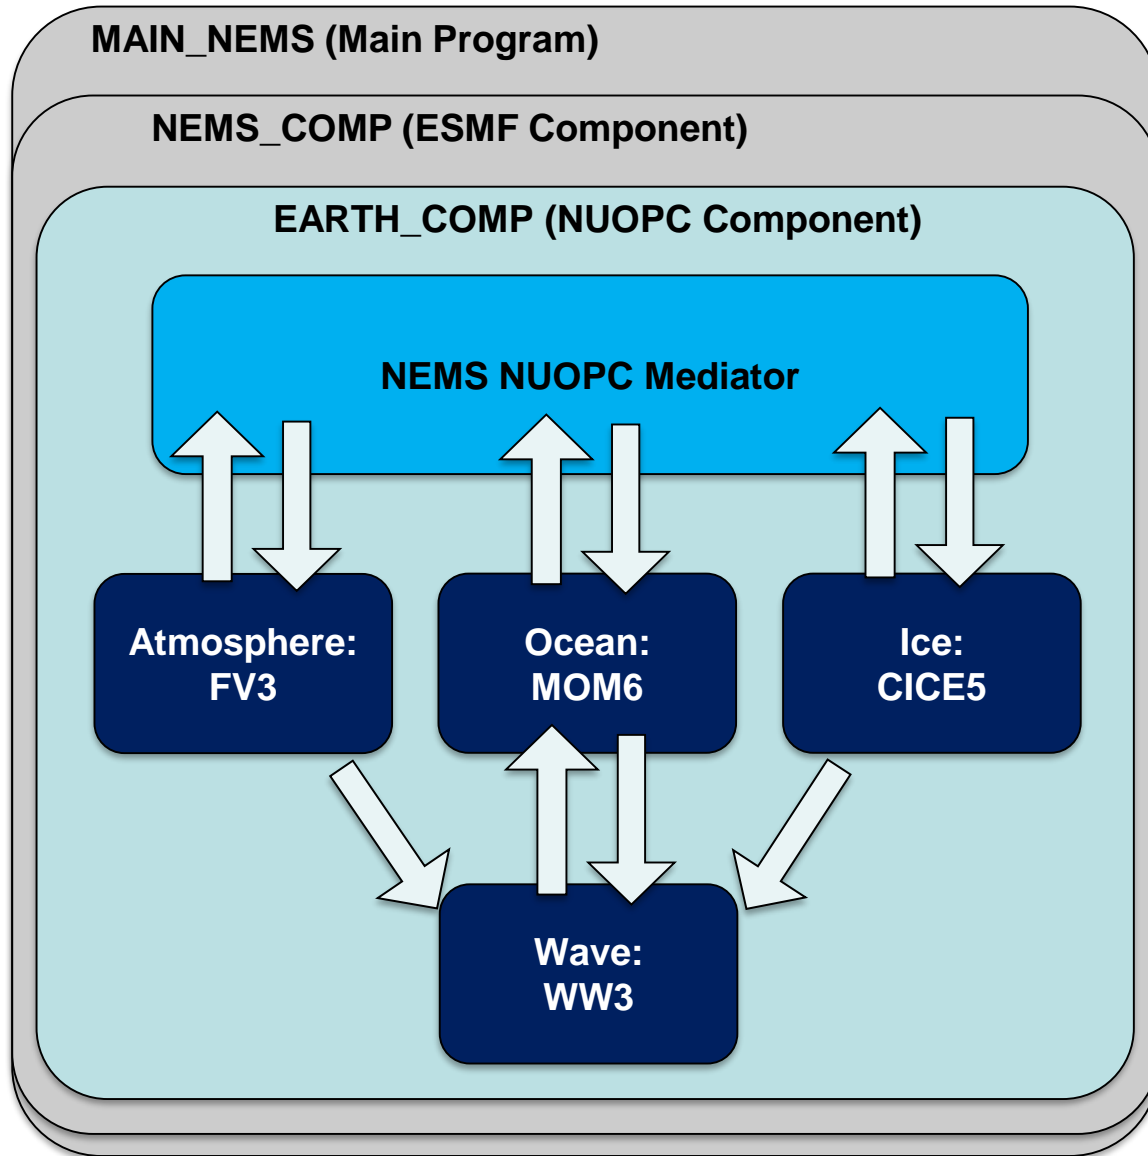 MAIN_NEMS (Main Program)
NEMS_COMP (ESMF Component)
EARTH_COMP (NUOPC Component)
NEMS NUOPC Mediator
Atmosphere:
FV3
Ocean:
MOM6
Ice:
CICE5
Wave:
WW3